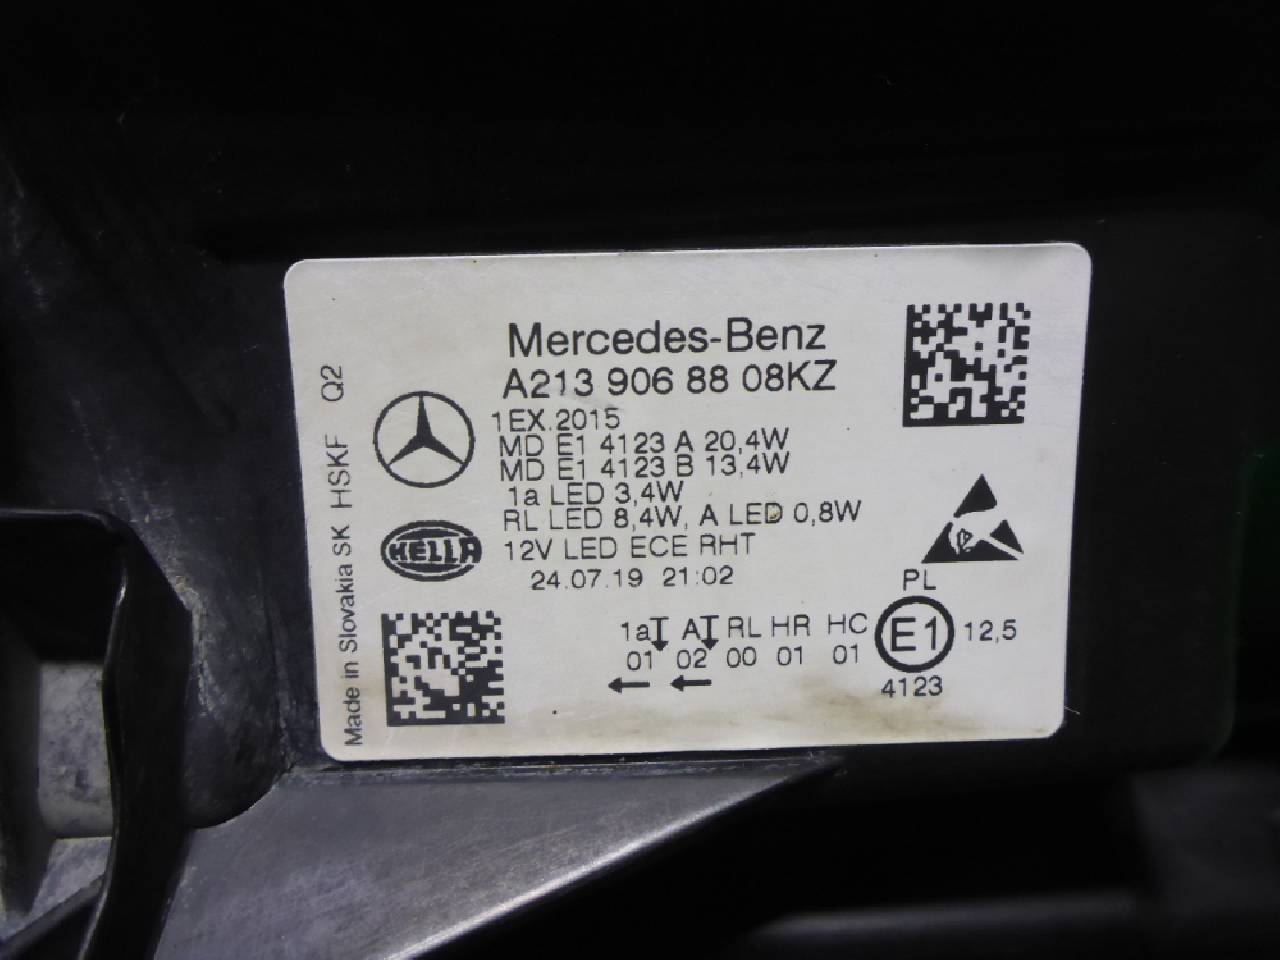 Mercedes-Benz
A213 906 88 08KZ
1EX.2015
MD E1 4123 A 20,4W
MD E1 4123 B 13,4W
1a LED 3,4W
RL LED 8,4W, A LED 0,8W
12V LED ECE RHT
24.07.19 21:02
HELLA
Made in Slovakia SK HSKF Q2
1a A RL HR HC
01 02 00 01 01
PL
E1 12,5
4123